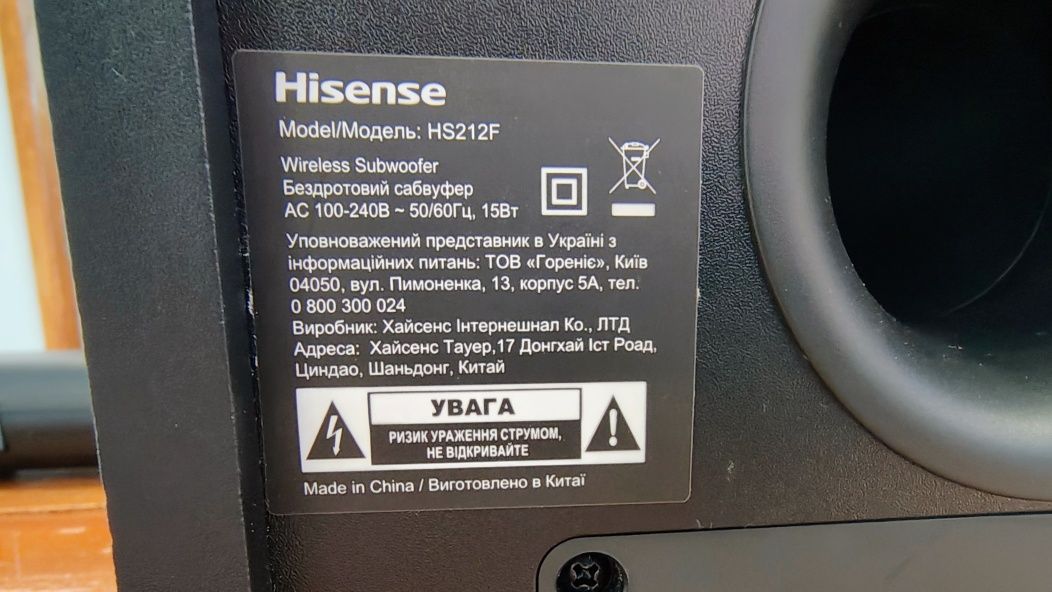 Hisense
Model/Модель: HS212F
Wireless Subwoofer
Бездротовий сабвуфер
AC 100-240В ~ 50/60Гц, 15Вт
Уповноважений представник в Україні з
інформаційних питань: ТОВ «Гореніє», Київ
04050, вул. Пимоненка, 13, корпус 5А, тел.
0 800 300 024
Виробник: Хайсенс Інтернешнал Ко., ЛТД
Адреса: Хайсенс Тауер,17 Донгхай Іст Роад,
Циндао, Шаньдонг, Китай
УВАГА
РИЗИК УРАЖЕННЯ СТРУМОМ,
НЕ ВІДКРИВАЙТЕ
Made in China / Виготовлено в Китаї